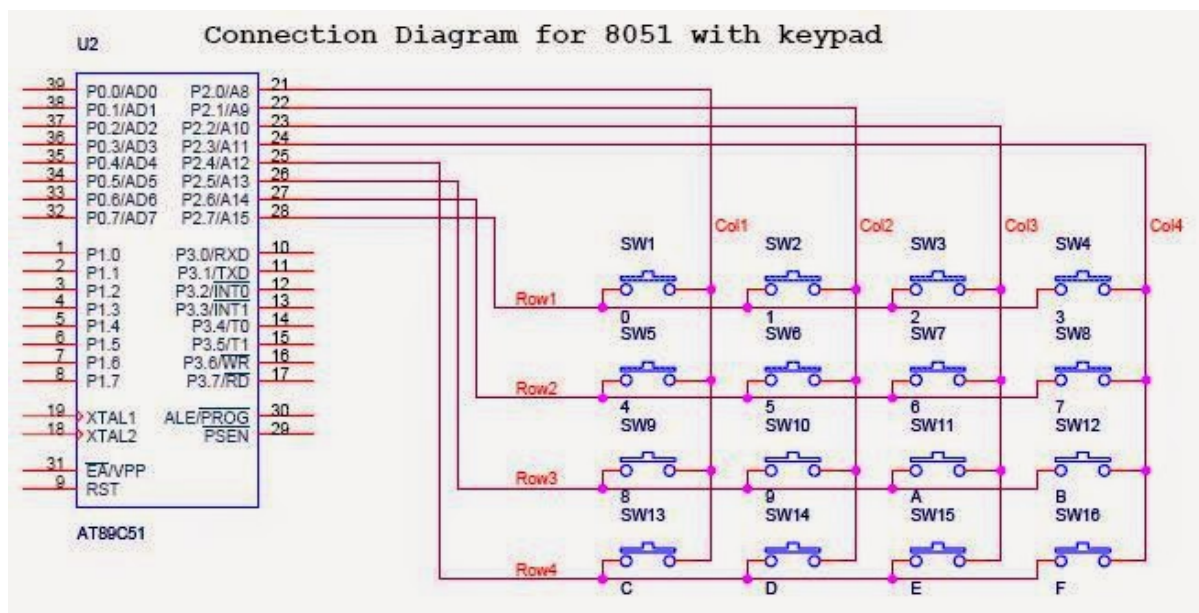 Connection Diagram for 8051 with keypad
U2
39 P0.0/AD0 P2.0/A8 21
38 P0.1/AD1 P2.1/A9 22
37 P0.2/AD2 P2.2/A10 23
36 P0.3/AD3 P2.3/A11 24
35 P0.4/AD4 P2.4/A12 25
34 P0.5/AD5 P2.5/A13 26
33 P0.6/AD6 P2.6/A14 27
32 P0.7/AD7 P2.7/A15 28
1 P1.0 P3.0/RXD 10
2 P1.1 P3.1/TXD 11
3 P1.2 P3.2/INT0 12
4 P1.3 P3.3/INT1 13
5 P1.4 P3.4/T0 14
6 P1.5 P3.5/T1 15
7 P1.6 P3.6/WR 16
8 P1.7 P3.7/RD 17
19 XTAL1 ALE/PROG 30
18 XTAL2 PSEN 29
31 EA/VPP
9 RST
AT89C51
Col1 Col2 Col3 Col4
SW1 SW2 SW3 SW4
Row1
0 1 2 3
SW5 SW6 SW7 SW8
Row2
4 5 6 7
SW9 SW10 SW11 SW12
Row3
8 9 A B
SW13 SW14 SW15 SW16
Row4
C D E F